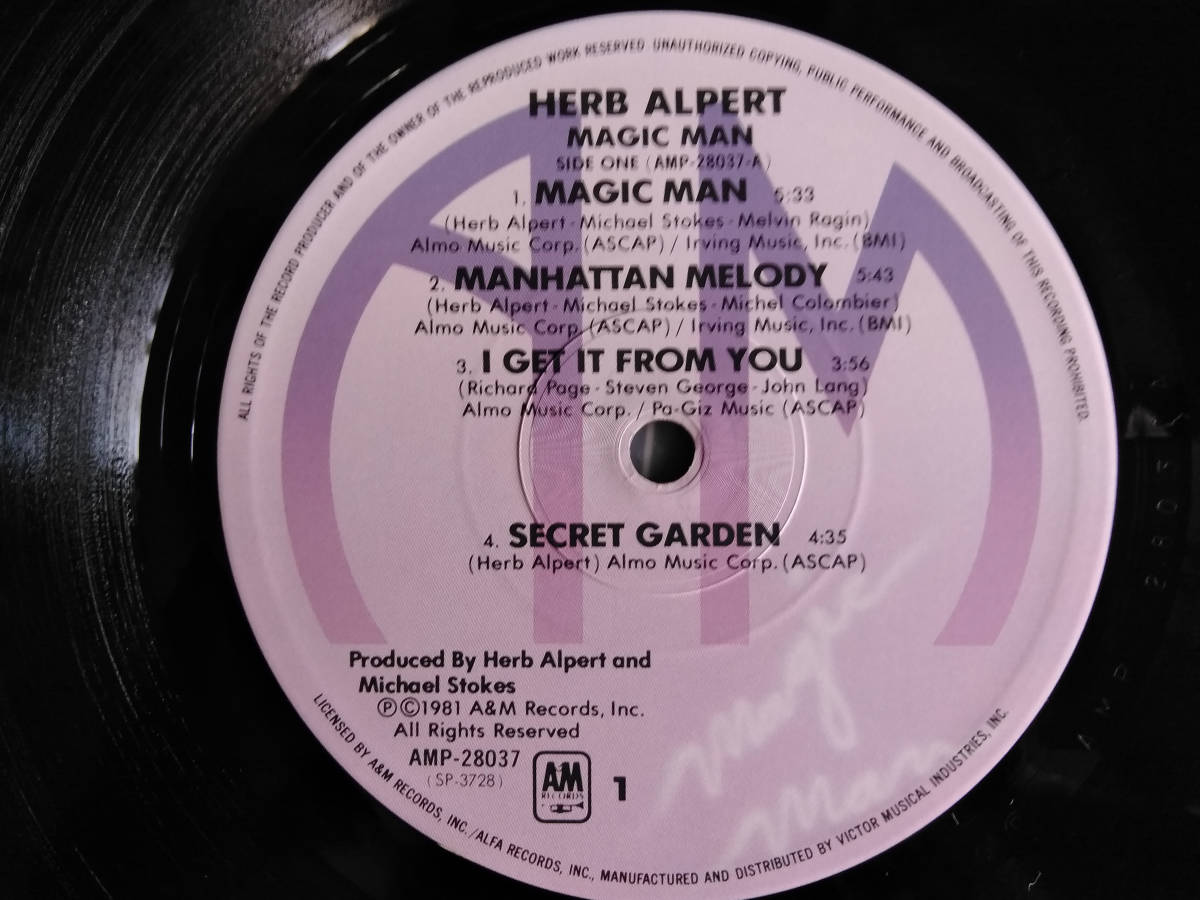 ALL RIGHTS OF THE RECORD PRODUCER AND OF THE OWNER OF THE REPRODUCED WORK RESERVED · UNAUTHORIZED COPYING, PUBLIC PERFORMANCE AND BROADCASTING OF THIS RECORDING PROHIBITED.
HERB ALPERT
MAGIC MAN
SIDE ONE (AMP-28037-A)
1. MAGIC MAN 5:33
(Herb Alpert - Michael Stokes - Melvin Ragin)
Almo Music Corp. (ASCAP) / Irving Music, Inc. (BMI)
2. MANHATTAN MELODY 5:43
(Herb Alpert - Michael Stokes - Michel Colombier)
Almo Music Corp. (ASCAP) / Irving Music, Inc. (BMI)
3. I GET IT FROM YOU 3:56
(Richard Page - Steven George - John Lang)
Almo Music Corp. / Pa-Giz Music (ASCAP)
4. SECRET GARDEN 4:35
(Herb Alpert) Almo Music Corp. (ASCAP)
Produced By Herb Alpert and
Michael Stokes
ⓅⒸ1981 A&M Records, Inc.
All Rights Reserved
AMP-28037
(SP-3728)
AM
RECORDS
1
magic
man
LICENSED BY A&M RECORDS, INC./ALFA RECORDS, INC., MANUFACTURED AND DISTRIBUTED BY VICTOR MUSICAL INDUSTRIES, INC.